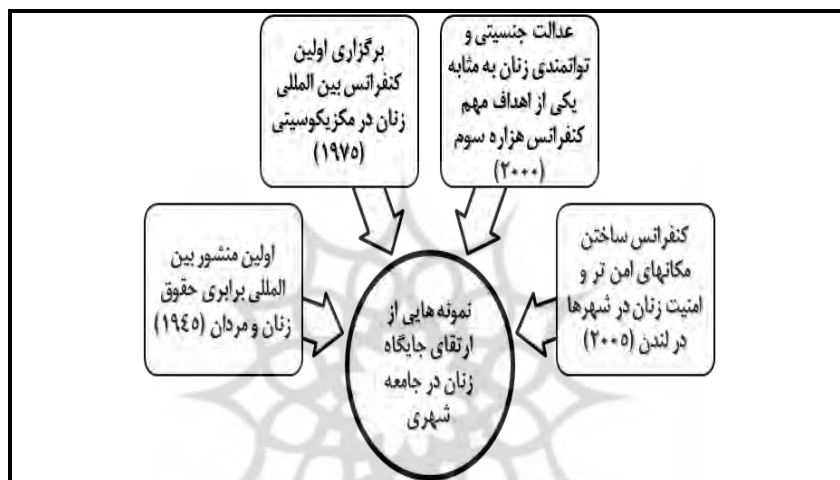 عدالت جنسیتی و
توانمندی زنان به مثابه
یکی از اهداف مهم
کنفرانس هزاره سوم
(۲۰۰۰)
برگزاری اولین
کنفرانس بین المللی
زنان در مکزیکوسیتی
(۱۹۷۵)
کنفرانس ساختن
مکانهای امن تر و
امنیت زنان در شهرها
در لندن (۲۰۰۵)
اولین منشور بین
المللی برابری حقوق
زنان و مردان (۱۹٤٥)
نمونه هایی از
ارتقای جایگاه
زنان در جامعه
شهری